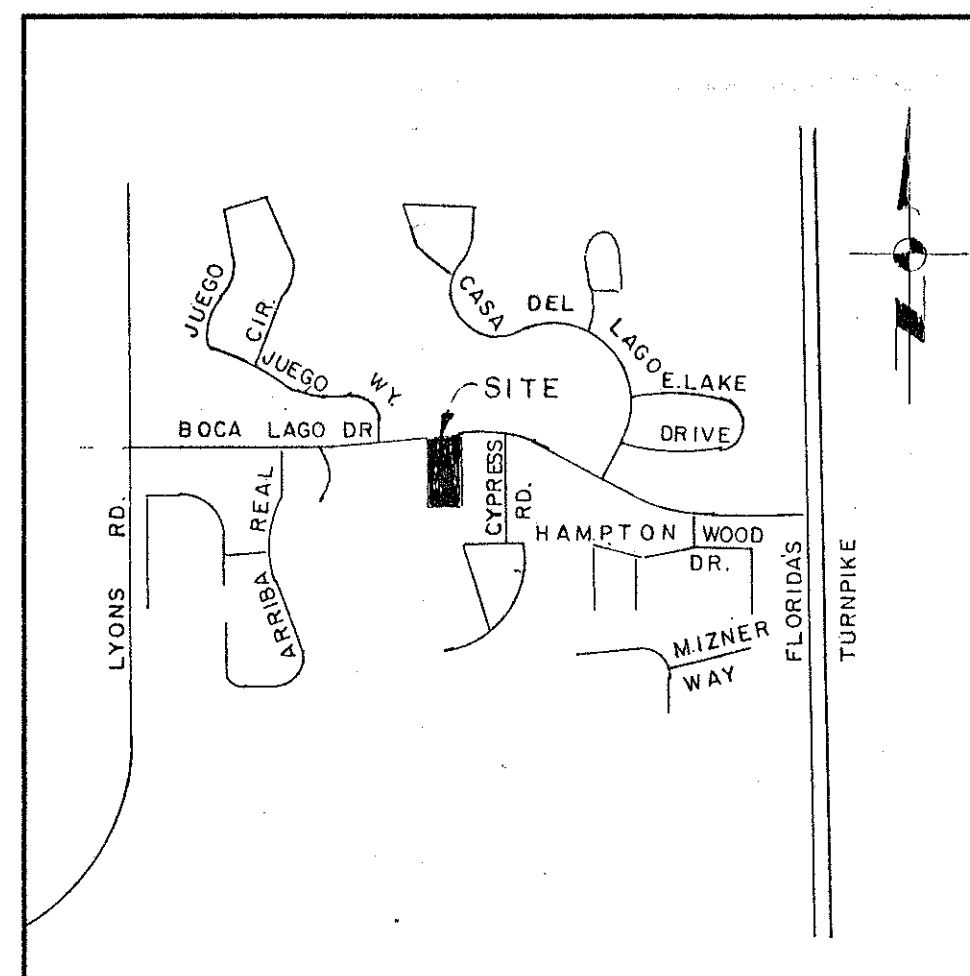 JUEGO
CIR.
JUEGO
WY.
CASA
DEL
LAGO
E.LAKE
DRIVE
SITE
BOCA LAGO DR
LYONS RD.
ARRIBA REAL
CYPRESS
RD.
HAMPTON WOOD
DR.
MIZNER
WAY
FLORIDA'S
TURNPIKE